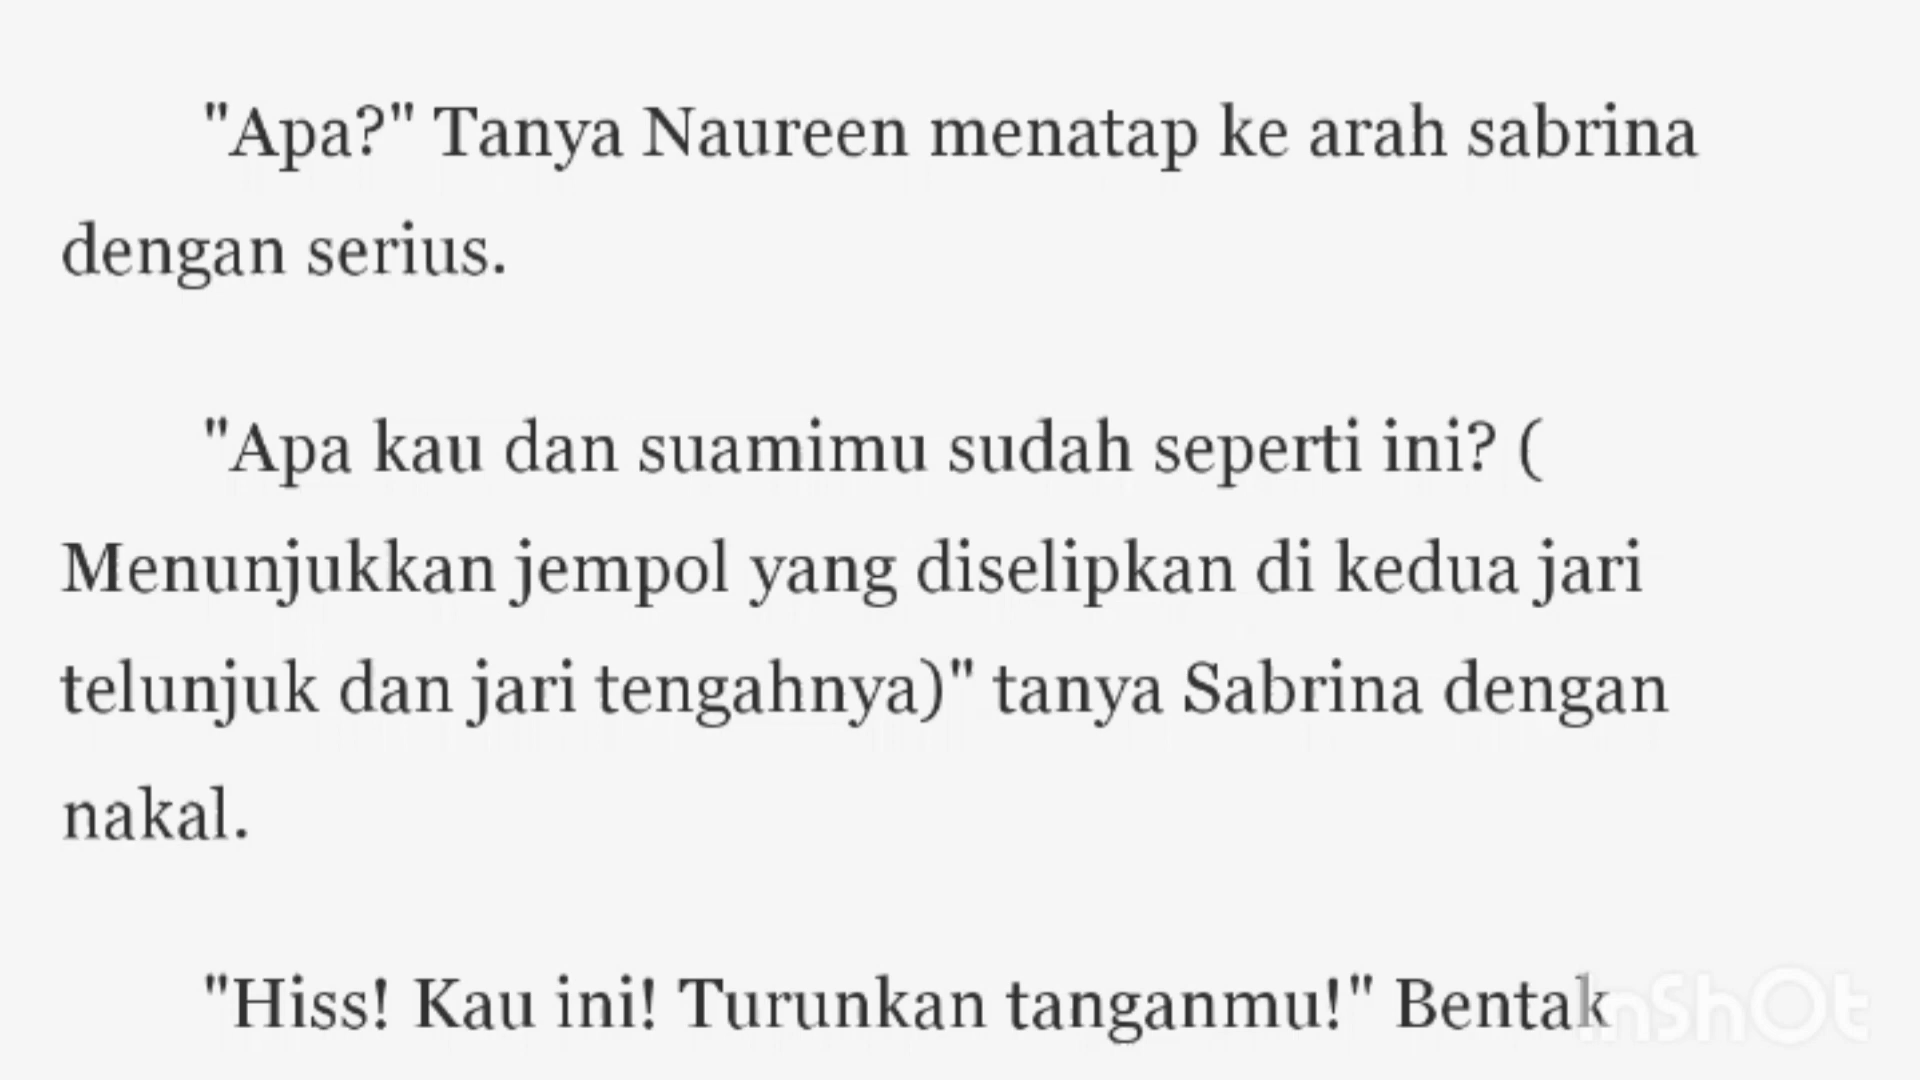 "Apa?" Tanya Naureen menatap ke arah sabrina
dengan serius.
"Apa kau dan suamimu sudah seperti ini? (
Menunjukkan jempol yang diselipkan di kedua jari
telunjuk dan jari tengahnya)" tanya Sabrina dengan
nakal.
"Hiss! Kau ini! Turunkan tanganmu!" Bentak
InShOt